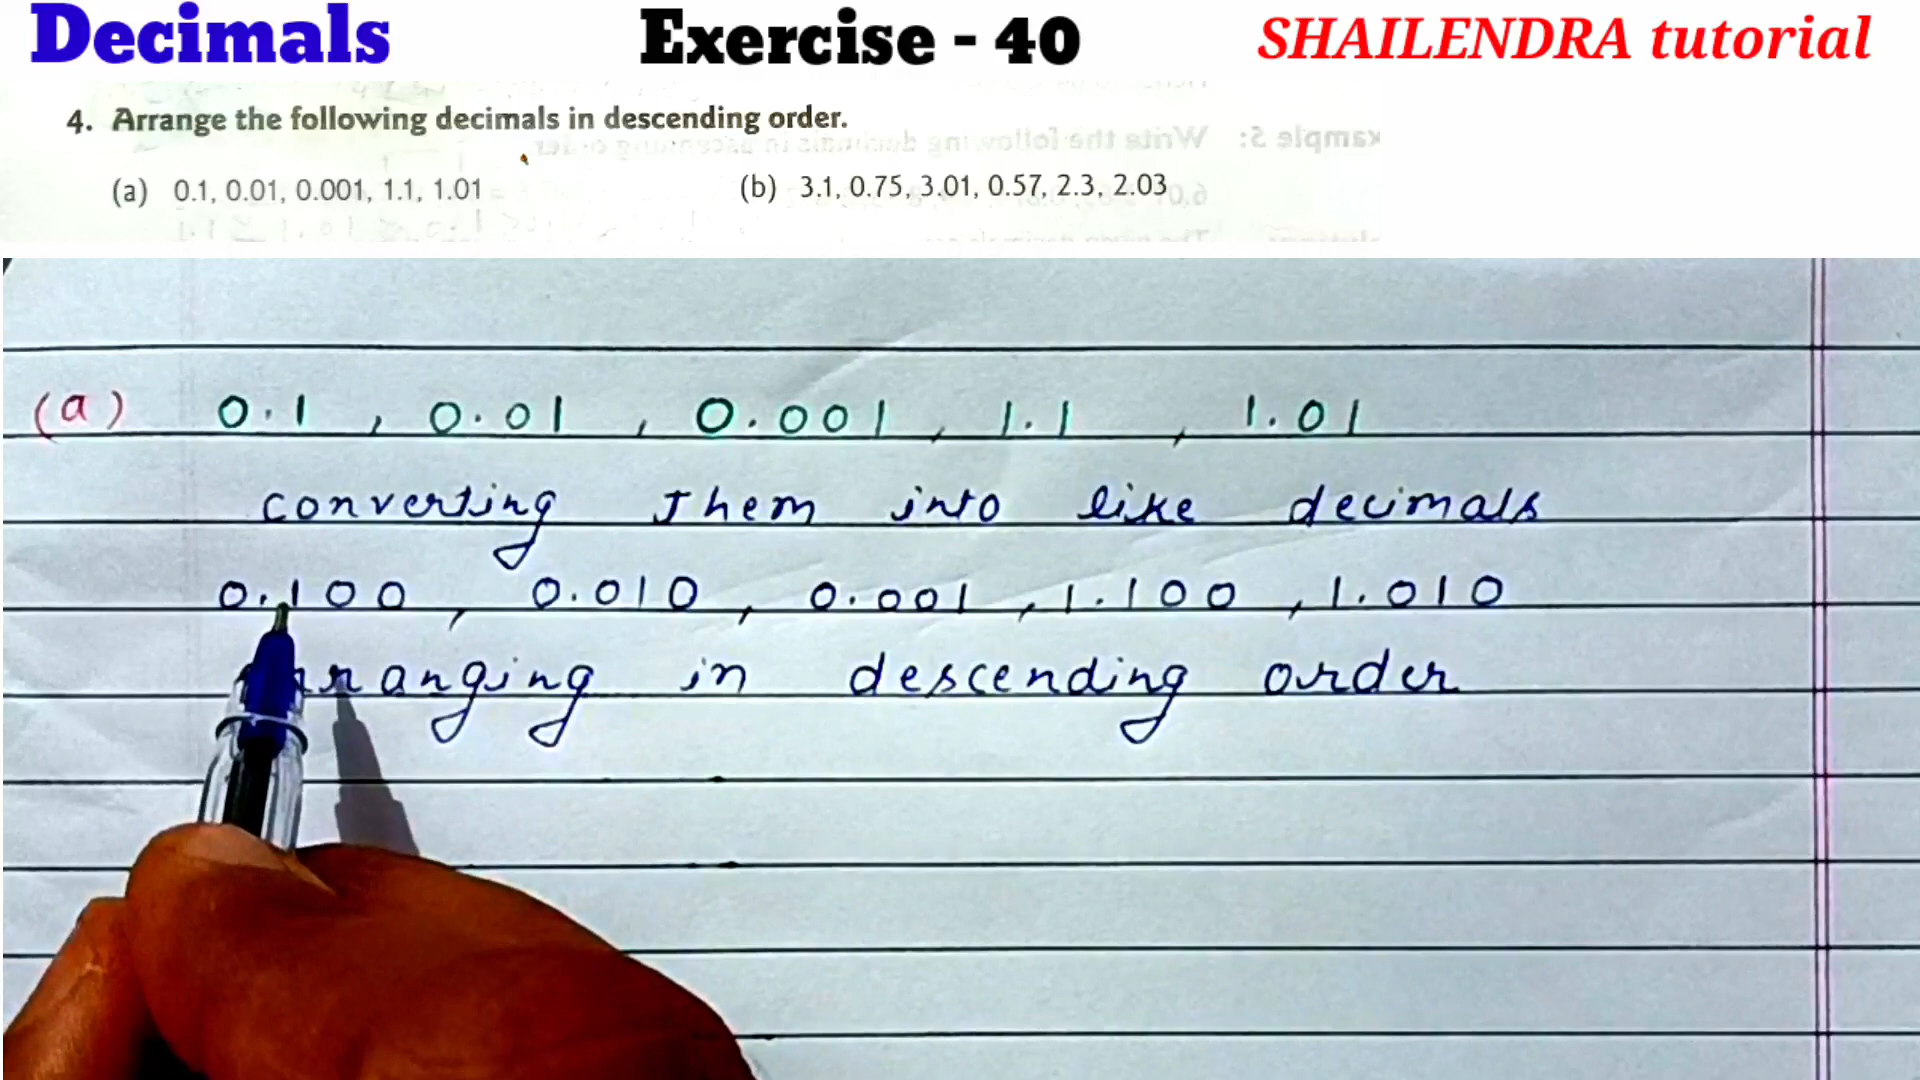 Decimals Exercise - 40 SHAILENDRA tutorial
4. Arrange the following decimals in descending order.
(a) 0.1, 0.01, 0.001, 1.1, 1.01 (b) 3.1, 0.75, 3.01, 0.57, 2.3, 2.03
(a) 0.1 , 0.01 , 0.001 , 1.1 , 1.01
converting them into like decimals
0.100 , 0.010 , 0.001 , 1.100 , 1.010
in descending order